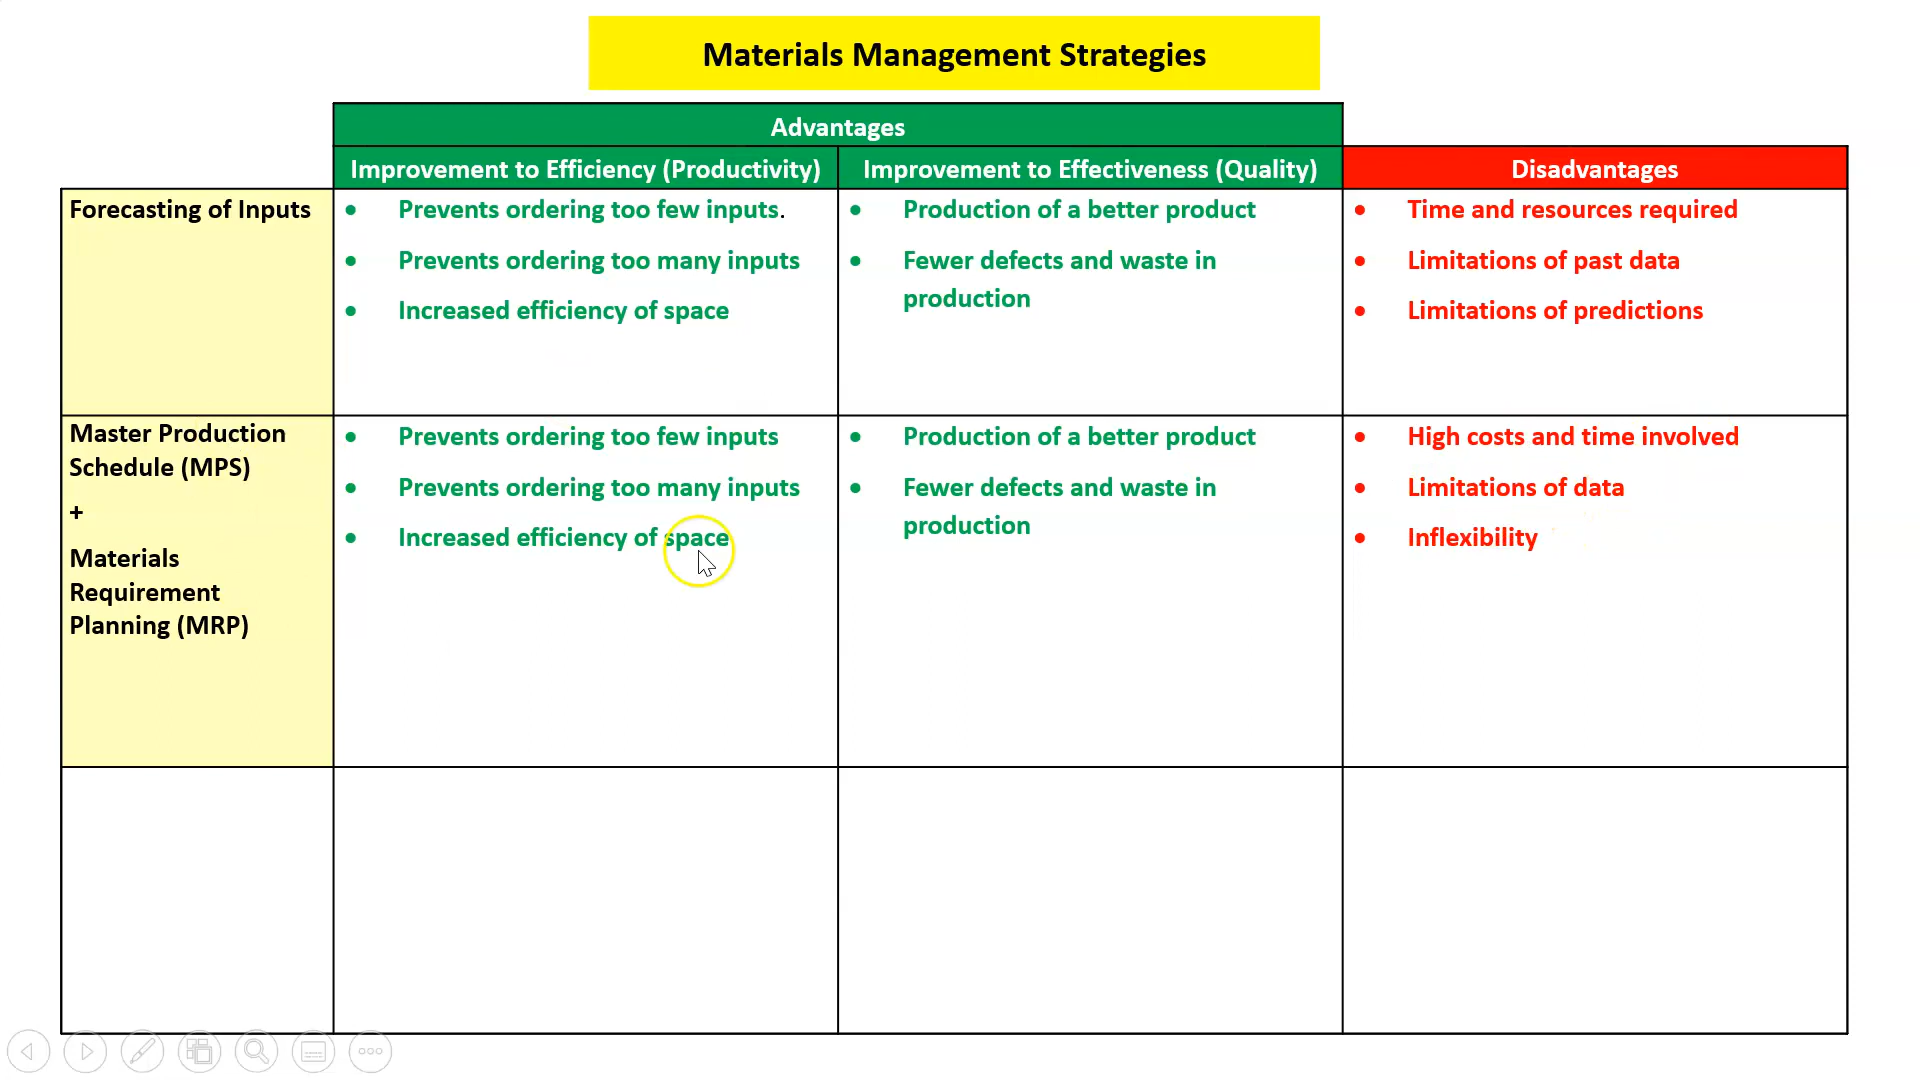 Materials Management Strategies
Advantages
Improvement to Efficiency (Productivity)
Improvement to Effectiveness (Quality)
Disadvantages
Forecasting of Inputs
• Prevents ordering too few inputs.
• Prevents ordering too many inputs
• Increased efficiency of space
• Production of a better product
• Fewer defects and waste in
production
• Time and resources required
• Limitations of past data
• Limitations of predictions
Master Production
Schedule (MPS)
+
Materials
Requirement
Planning (MRP)
• Prevents ordering too few inputs
• Prevents ordering too many inputs
• Increased efficiency of space
• Production of a better product
• Fewer defects and waste in
production
• High costs and time involved
• Limitations of data
• Inflexibility